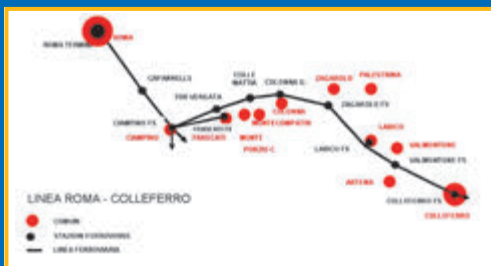 ROMA
ROMA TERMINI
CAPANNELLE
TOR VERGATA
COLLE
MATTIA
COLONNA G.
ZAGAROLO
PALESTRINA
CIAMPINO FS
CIAMPINO
FRASCATI
FRASCATI
MONTE
PORZIO C.
MONTECOMPATRI
COLONNA
ZAGAROLO FS
LABICO
LABICO FS
VALMONTONE
VALMONTONE FS
ARTENA
COLLEFERRO FS
COLLEFERRO
LINEA ROMA - COLLEFERRO
COMUNI
STAZIONI FERROVIARIE
LINEA FERROVIARIA